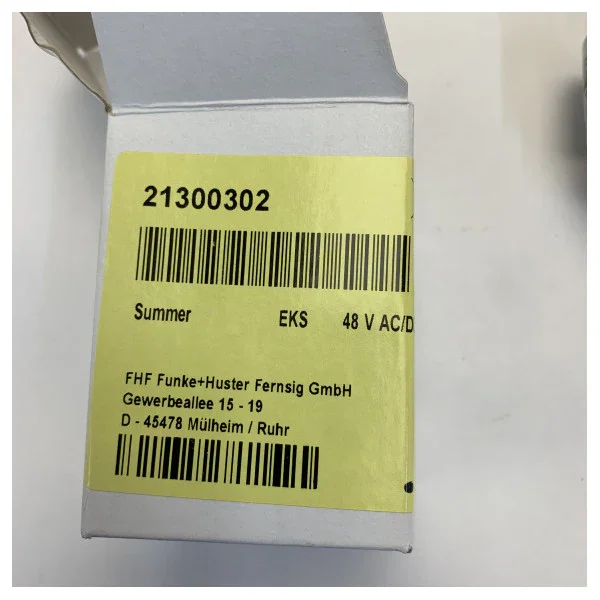 21300302
Summer EKS 48 V AC/D
FHF Funke+Huster Fernsig GmbH
Gewerbeallee 15 - 19
D - 45478 Mülheim / Ruhr